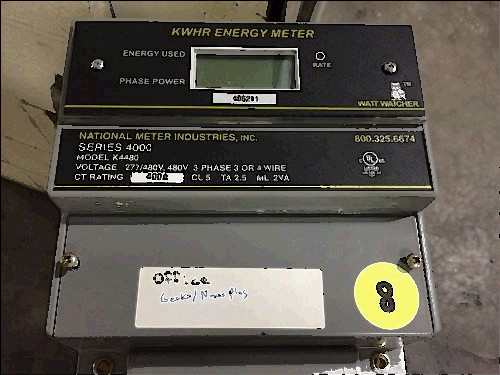 KWHR ENERGY METER
ENERGY USED
RATE
PHASE POWER
WATT WATCHER
NATIONAL METER INDUSTRIES, INC. 800.325.6674
SERIES 4000
MODEL K4480
VOLTAGE 277/480V, 480V 3 PHASE 3 OR 4 WIRE
CT RATING 400A CL 5 TA 2.5 ML 2VA
UL
Office
8